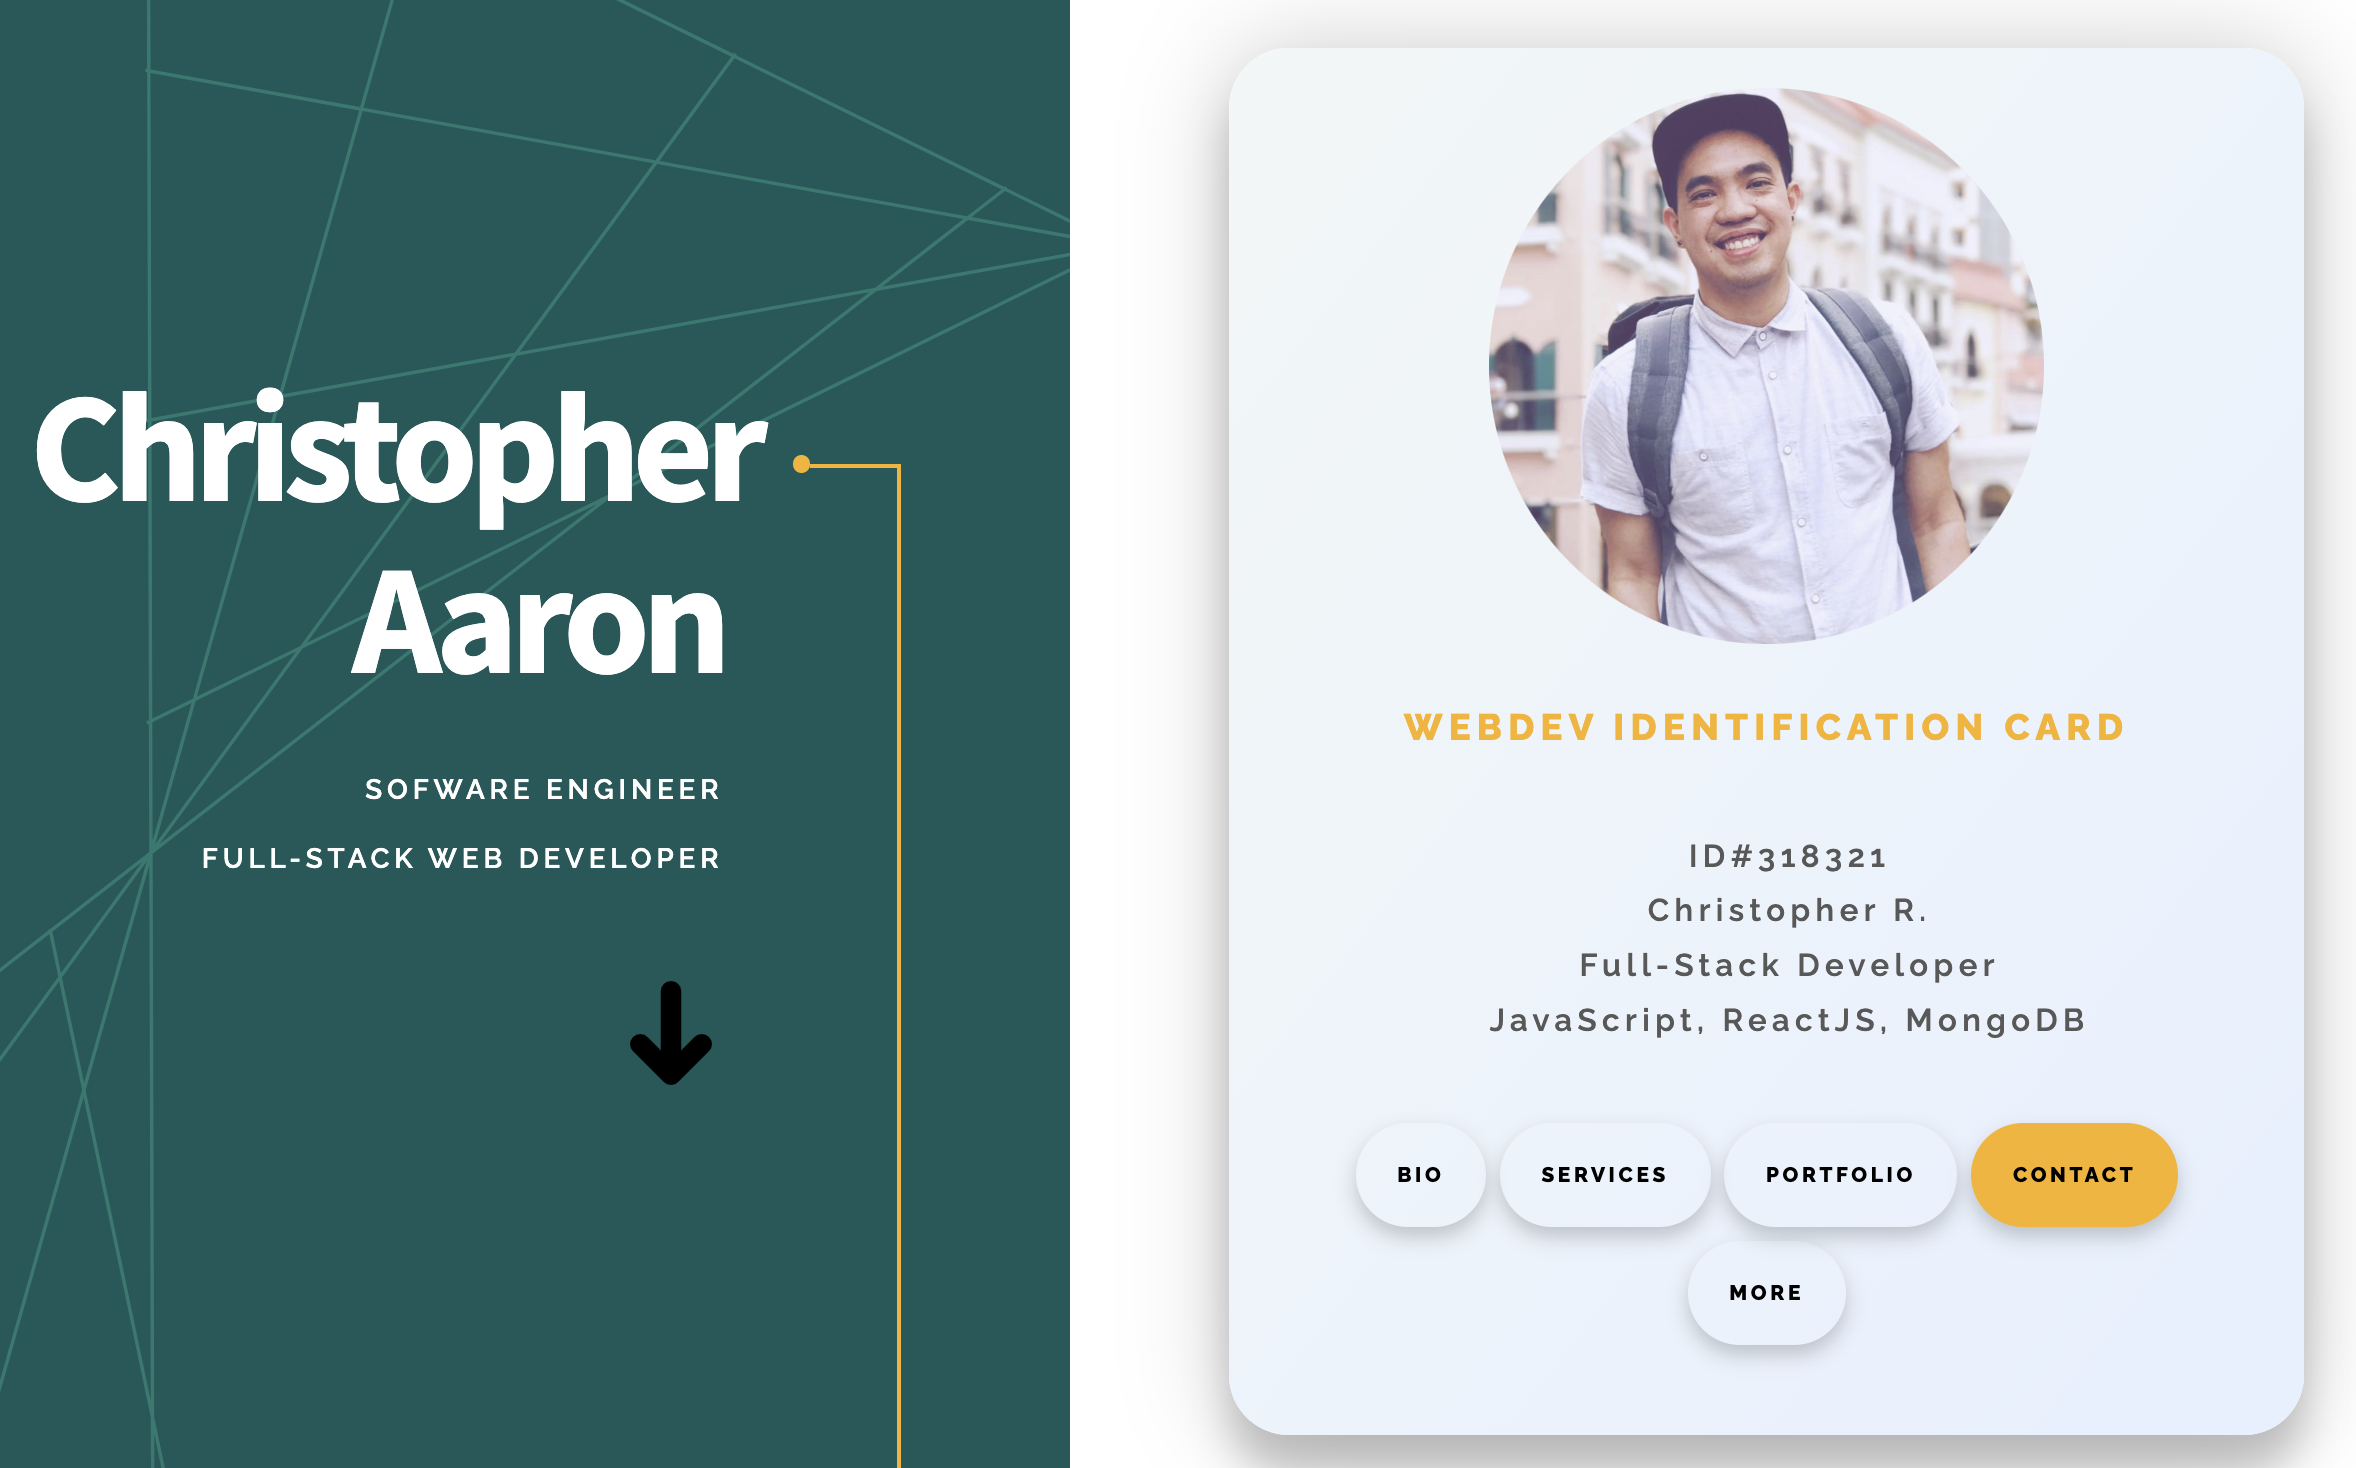 Christopher
Aaron
SOFWARE ENGINEER
FULL-STACK WEB DEVELOPER
WEBDEV IDENTIFICATION CARD
ID#318321
Christopher R.
Full-Stack Developer
JavaScript, ReactJS, MongoDB
BIO
SERVICES
PORTFOLIO
CONTACT
MORE